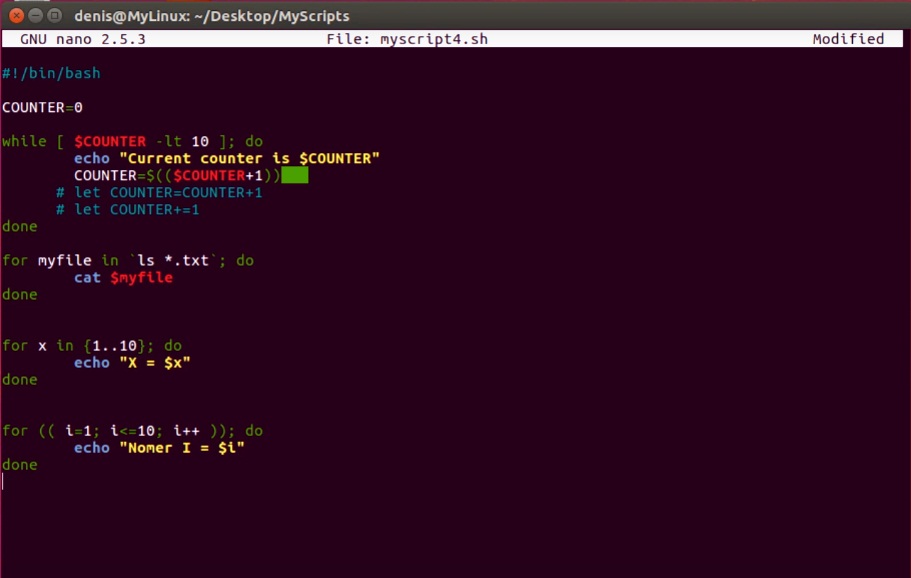 denis@MyLinux: ~/Desktop/MyScripts
GNU nano 2.5.3 File: myscript4.sh Modified
#!/bin/bash
COUNTER=0
while [ $COUNTER -lt 10 ]; do
echo "Current counter is $COUNTER"
COUNTER=$(($COUNTER+1))
# let COUNTER=COUNTER+1
# let COUNTER+=1
done
for myfile in `ls *.txt`; do
cat $myfile
done
for x in {1..10}; do
echo "X = $x"
done
for (( i=1; i<=10; i++ )); do
echo "Nomer I = $i"
done